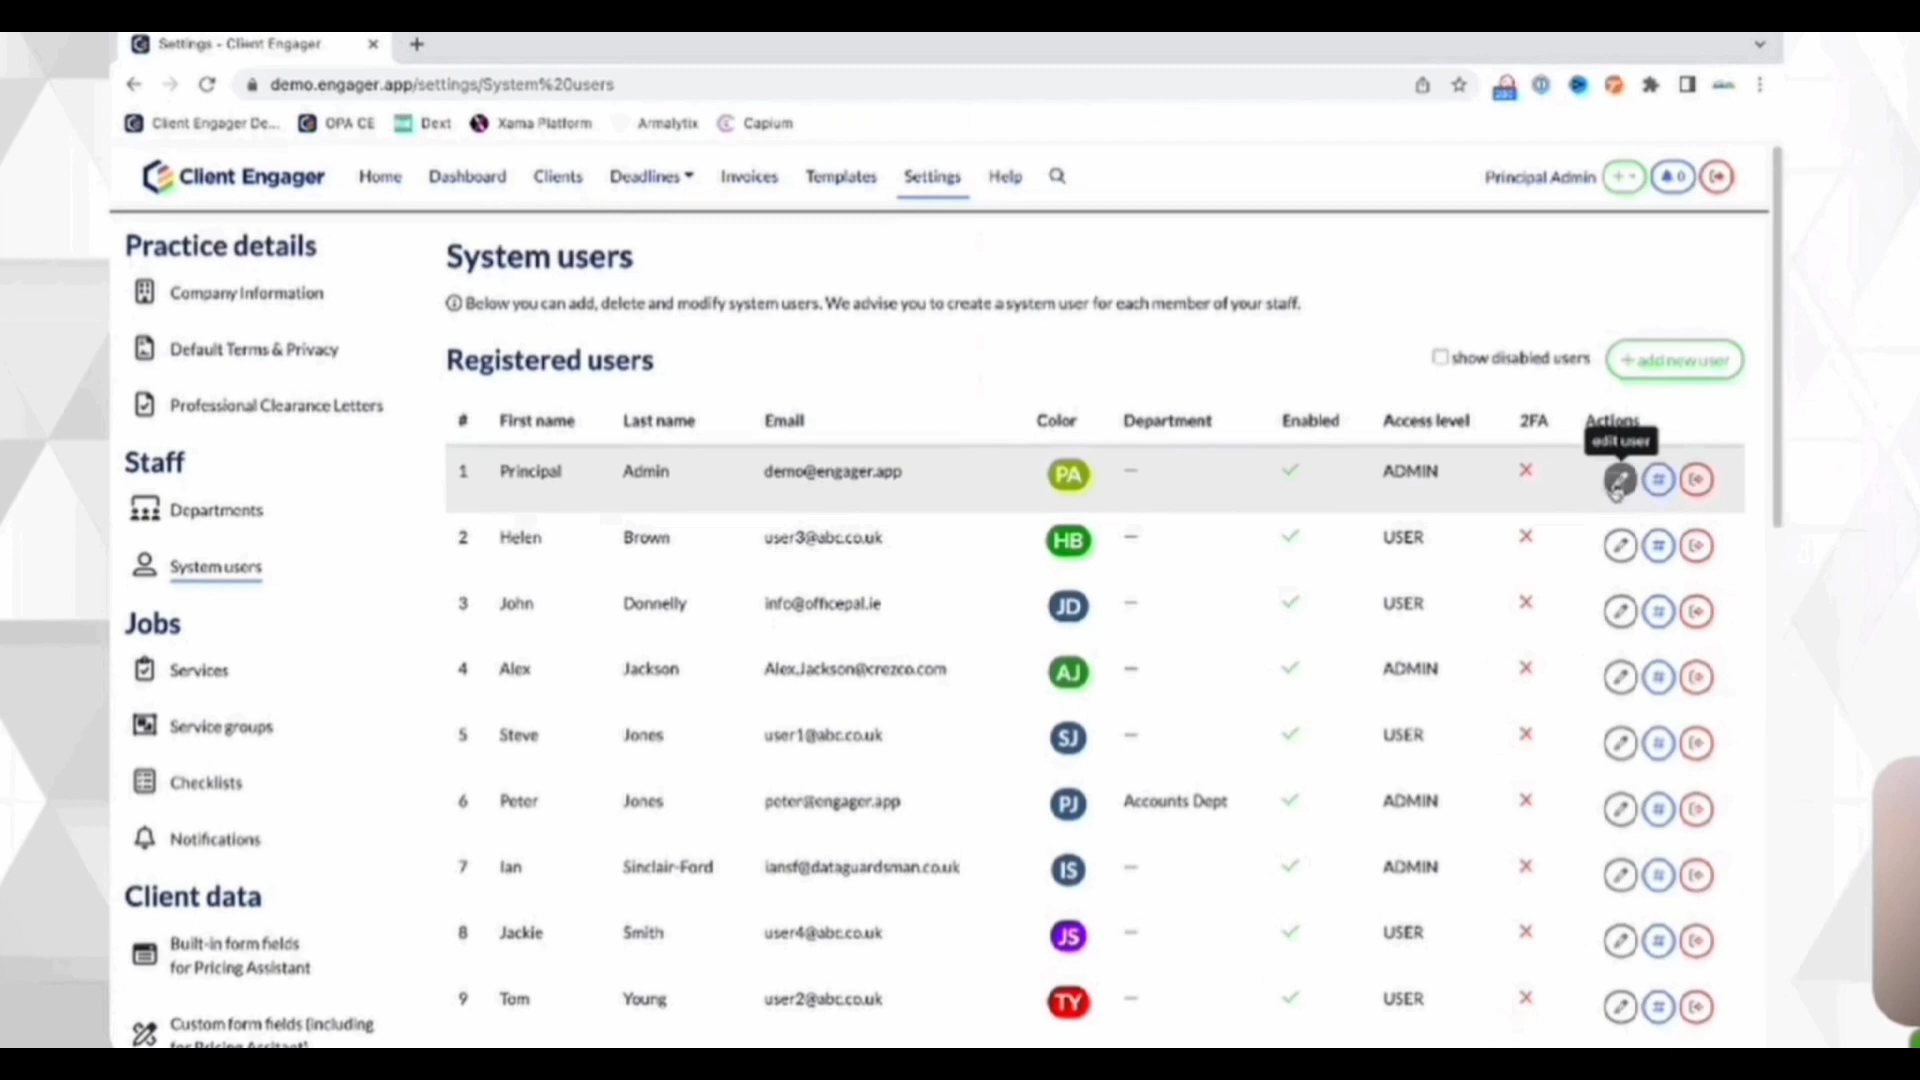 Settings - Client Engager
demo.engager.app/settings/System%20users
Client Engager De... OPA CE Dext Xama Platform Armalytix Capium
Client Engager Home Dashboard Clients Deadlines Invoices Templates Settings Help Principal Admin + 0
Practice details
Company Information
Default Terms & Privacy
Professional Clearance Letters
Staff
Departments
System users
Jobs
Services
Service groups
Checklists
Notifications
Client data
Built-in form fields
for Pricing Assistant
Custom form fields (including
for Pricing Assitant)
System users
Below you can add, delete and modify system users. We advise you to create a system user for each member of your staff.
Registered users show disabled users + add new user
# First name Last name Email Color Department Enabled Access level 2FA Actions
edit user
1 Principal Admin demo@engager.app PA — ADMIN
2 Helen Brown user3@abc.co.uk HB — USER
3 John Donnelly info@officepal.ie JD — USER
4 Alex Jackson Alex.Jackson@crezco.com AJ — ADMIN
5 Steve Jones user1@abc.co.uk SJ — USER
6 Peter Jones peter@engager.app PJ Accounts Dept ADMIN
7 Ian Sinclair-Ford iansf@dataguardsman.co.uk IS — ADMIN
8 Jackie Smith user4@abc.co.uk JS — USER
9 Tom Young user2@abc.co.uk TY — USER